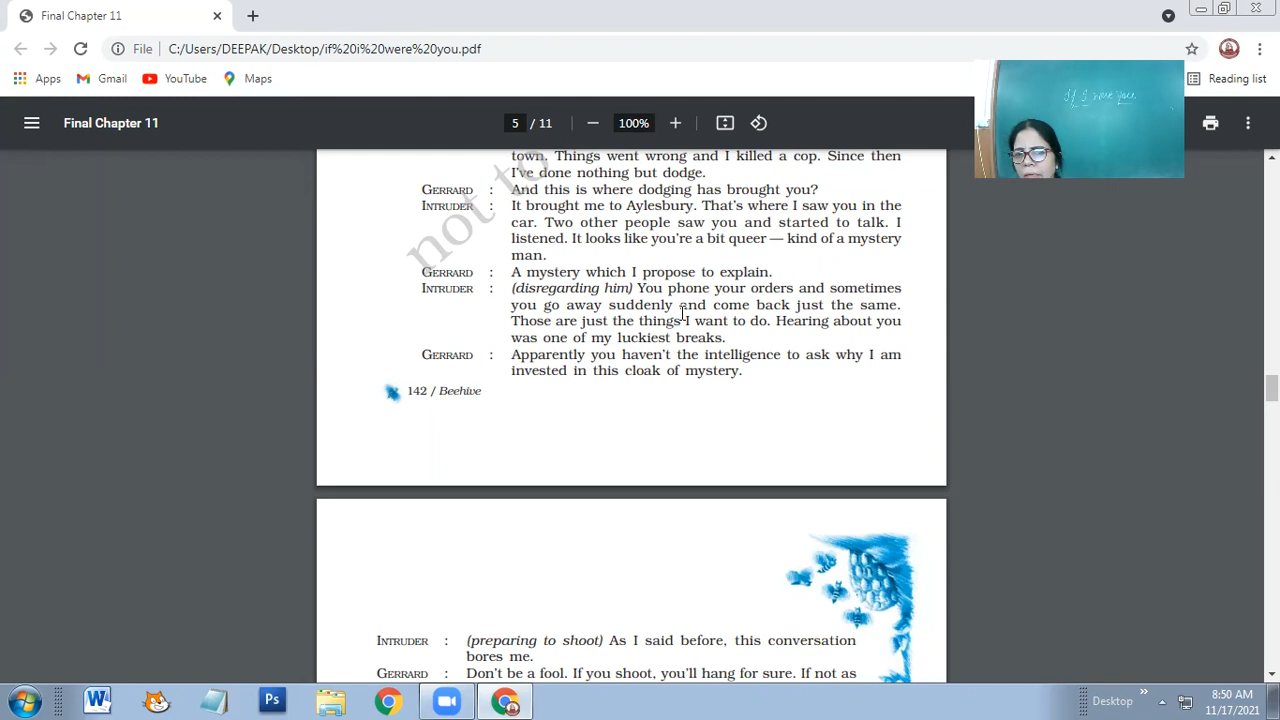 Final Chapter 11
File C:/Users/DEEPAK/Desktop/if%20i%20were%20you.pdf
Apps Gmail YouTube Maps Reading list
Final Chapter 11 5 / 11 100%
If I were you
not to
town. Things went wrong and I killed a cop. Since then
I've done nothing but dodge.
GERRARD : And this is where dodging has brought you?
INTRUDER : It brought me to Aylesbury. That's where I saw you in the
car. Two other people saw you and started to talk. I
listened. It looks like you're a bit queer — kind of a mystery
man.
GERRARD : A mystery which I propose to explain.
INTRUDER : (disregarding him) You phone your orders and sometimes
you go away suddenly and come back just the same.
Those are just the things I want to do. Hearing about you
was one of my luckiest breaks.
GERRARD : Apparently you haven't the intelligence to ask why I am
invested in this cloak of mystery.
142 / Beehive
INTRUDER : (preparing to shoot) As I said before, this conversation
bores me.
GERRARD : Don't be a fool. If you shoot, you'll hang for sure. If not as
Desktop
8:50 AM
11/17/2021